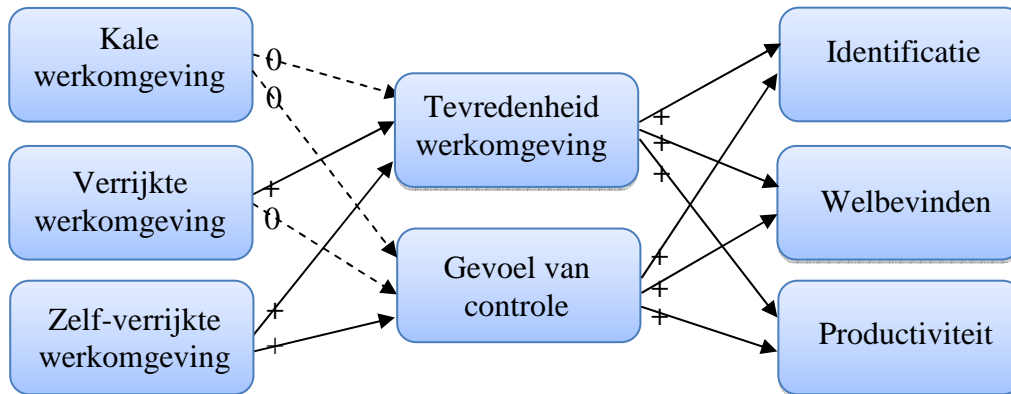 Kale
werkomgeving
Verrijkte
werkomgeving
Zelf-verrijkte
werkomgeving
0
0
+
0
+
+
Tevredenheid
werkomgeving
Gevoel van
controle
+
+
+
+
+
+
Identificatie
Welbevinden
Productiviteit